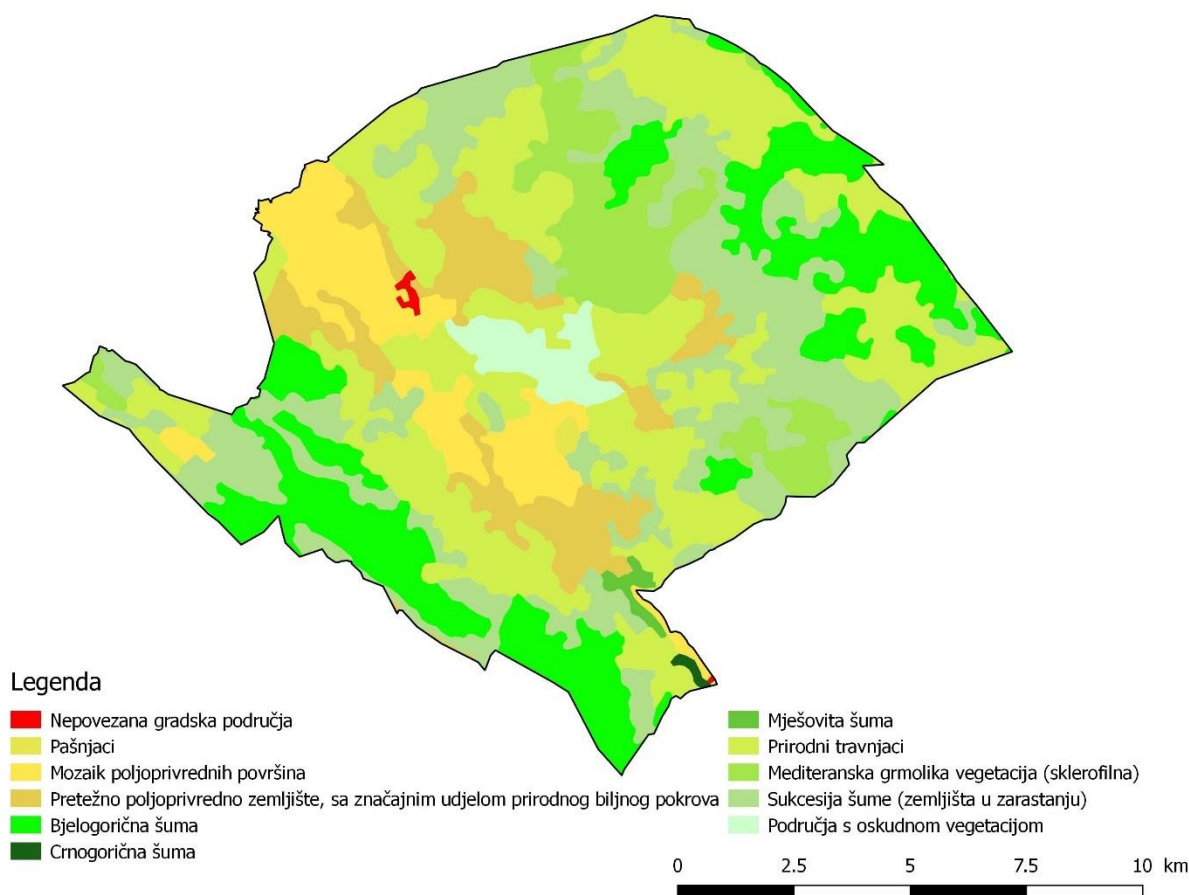 Legenda
Nepovezana gradska područja
Pašnjaci
Mozaik poljoprivrednih površina
Pretežno poljoprivredno zemljište, sa značajnim udjelom prirodnog biljnog pokrova
Bjelogorična šuma
Crnogorična šuma
Mješovita šuma
Prirodni travnjaci
Mediteranska grmolika vegetacija (sklerofilna)
Sukcesija šume (zemljišta u zarastanju)
Područja s oskudnom vegetacijom
0 2.5 5 7.5 10 km